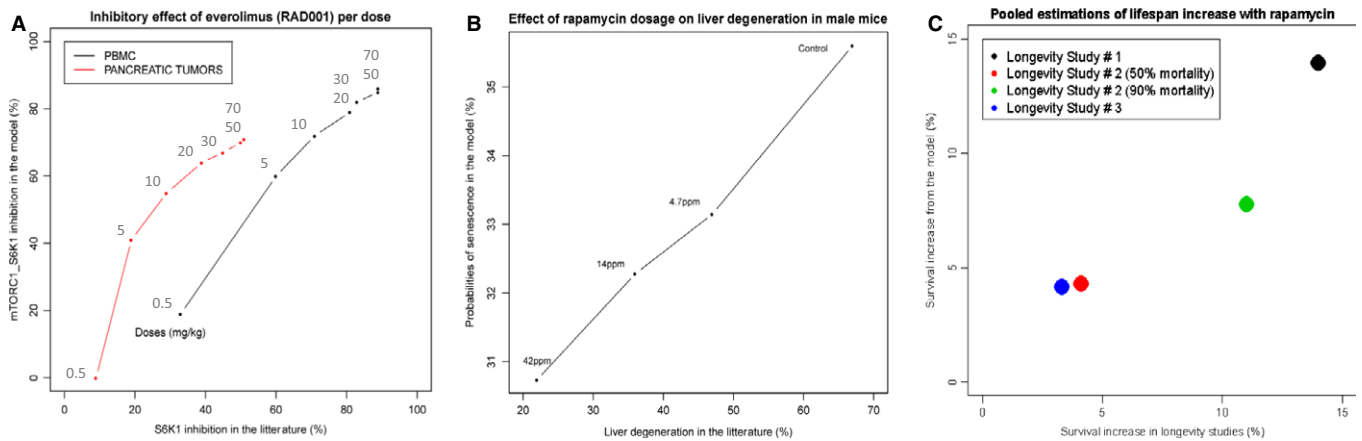 A
Inhibitory effect of everolimus (RAD001) per dose
mTORC1_S6K1 inhibition in the model (%)
100
80
60
40
20
0
PBMC
PANCREATIC TUMORS
70
30
50
20
10
5
0.5
70
50
30
20
10
5
0.5
Doses (mg/kg)
0
20
40
60
80
100
S6K1 inhibition in the litterature (%)
B
Effect of rapamycin dosage on liver degeneration in male mice
Probabilities of senescence in the model (%)
35
34
33
32
31
Control
4.7ppm
14ppm
42ppm
20
30
40
50
60
70
Liver degeneration in the litterature (%)
C
Pooled estimations of lifespan increase with rapamycin
Survival increase from the model (%)
15
10
5
0
Longevity Study # 1
Longevity Study # 2 (50% mortality)
Longevity Study # 2 (90% mortality)
Longevity Study # 3
0
5
10
15
Survival increase in longevity studies (%)